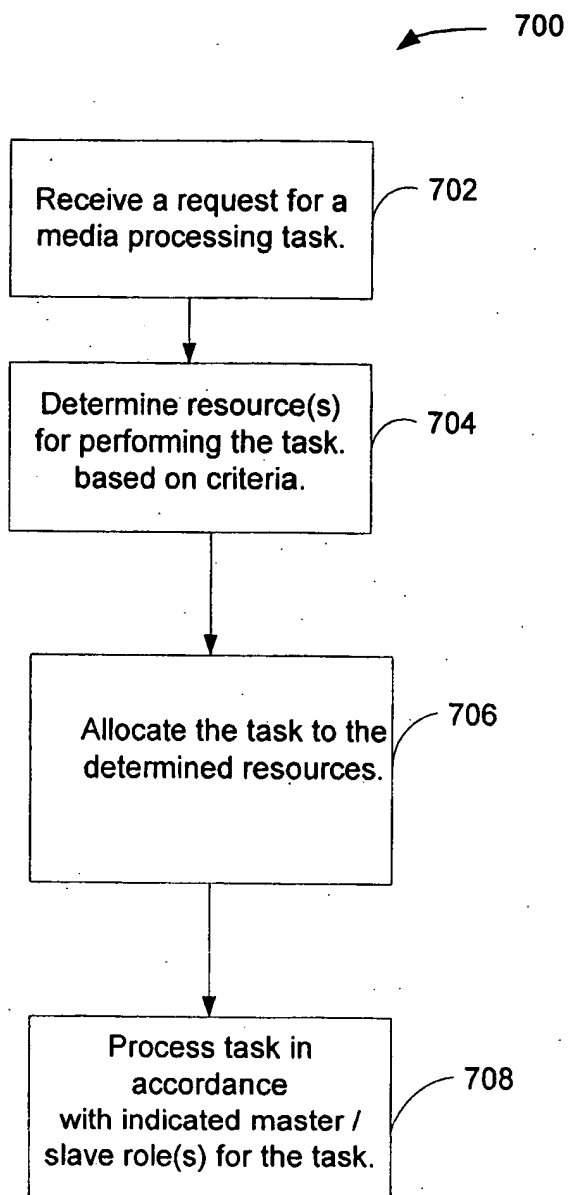 700
Receive a request for a
media processing task.
702
Determine resource(s)
for performing the task.
based on criteria.
704
Allocate the task to the
determined resources.
706
Process task in
accordance
with indicated master /
slave role(s) for the task.
708